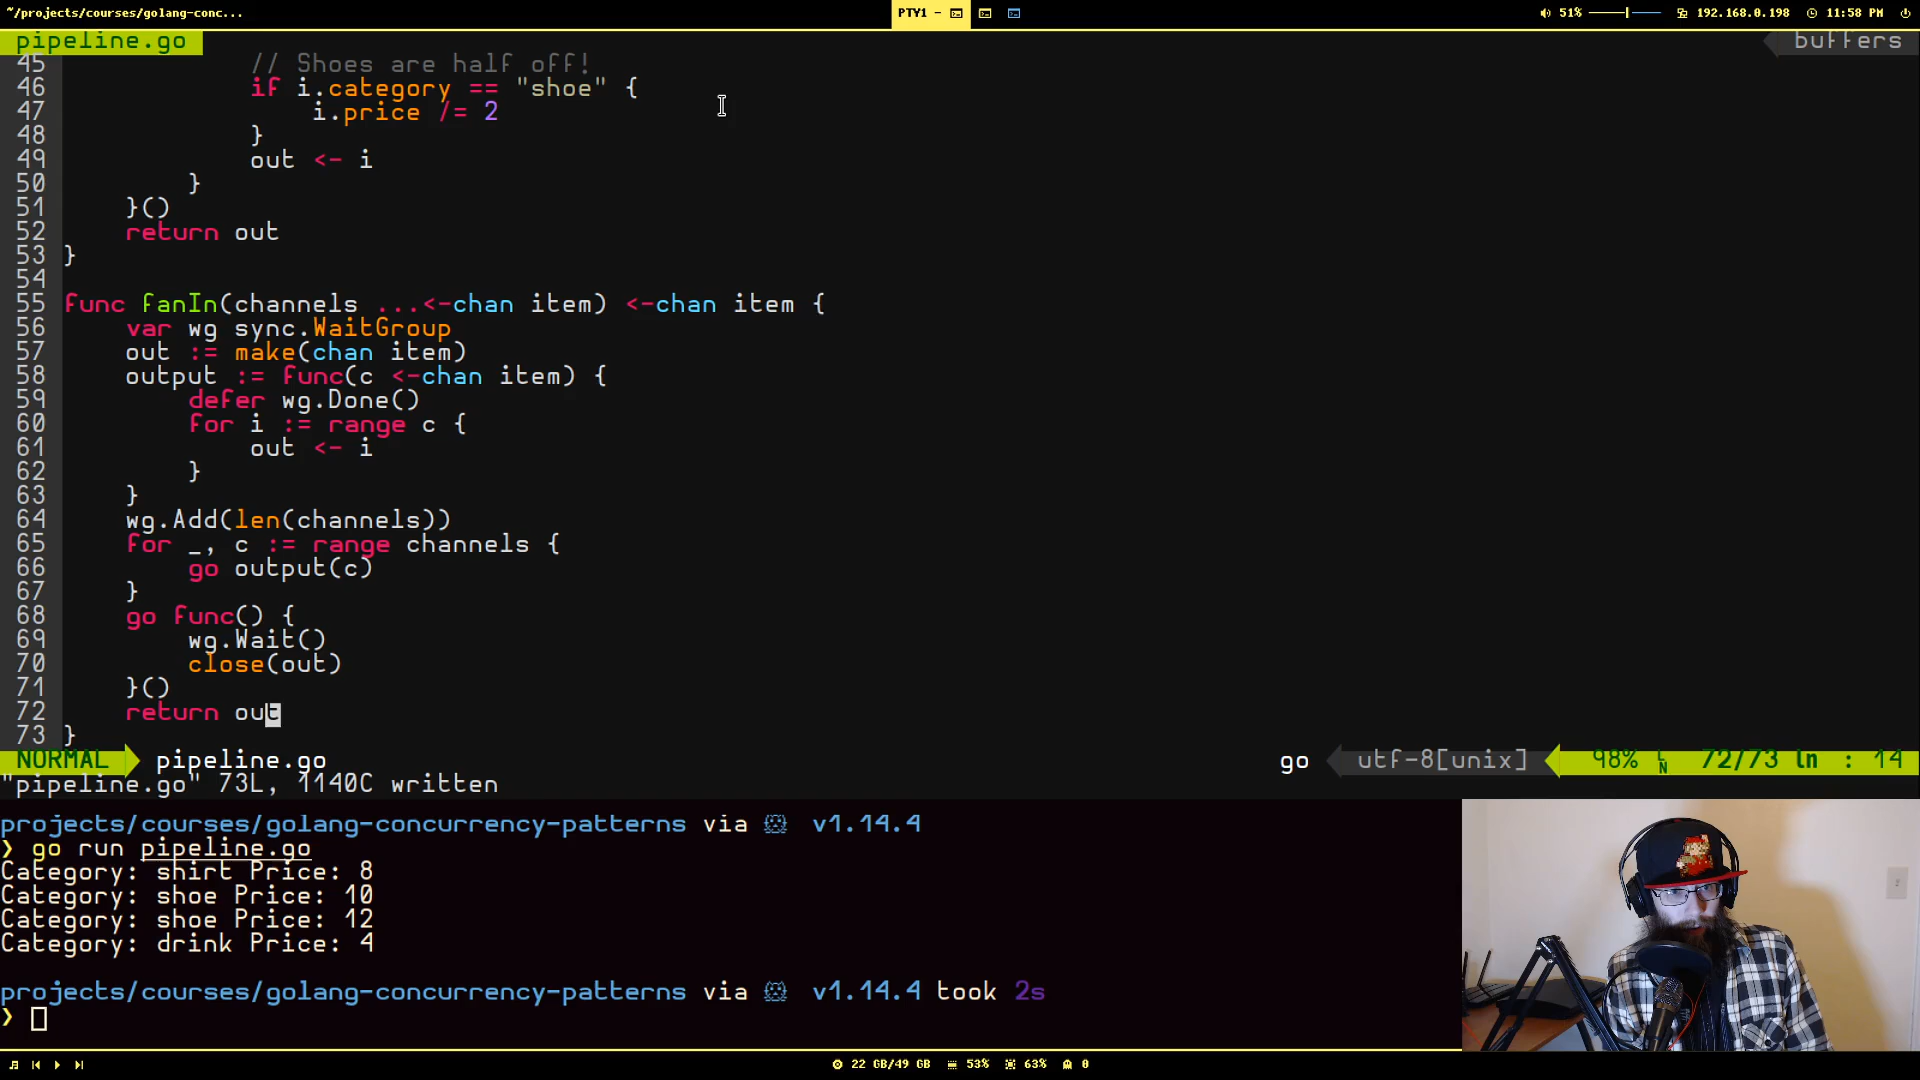 ~/projects/courses/golang-conc...
PTY1 -
51%
192.168.0.198
11:58 PM
pipeline.go
buffers
45 // Shoes are half off!
46 if i.category == "shoe" {
47 i.price /= 2
48 }
49 out <- i
50 }
51 }()
52 return out
53 }
54
55 func fanIn(channels ...<-chan item) <-chan item {
56 var wg sync.WaitGroup
57 out := make(chan item)
58 output := func(c <-chan item) {
59 defer wg.Done()
60 for i := range c {
61 out <- i
62 }
63 }
64 wg.Add(len(channels))
65 for _, c := range channels {
66 go output(c)
67 }
68 go func() {
69 wg.Wait()
70 close(out)
71 }()
72 return out
73 }
NORMAL pipeline.go go utf-8[unix] 98% LN 72/73 ln : 14
"pipeline.go" 73L, 1140C written
projects/courses/golang-concurrency-patterns via v1.14.4
❯ go run pipeline.go
Category: shirt Price: 8
Category: shoe Price: 10
Category: shoe Price: 12
Category: drink Price: 4
projects/courses/golang-concurrency-patterns via v1.14.4 took 2s
❯
22 GB/49 GB 53% 63% 0